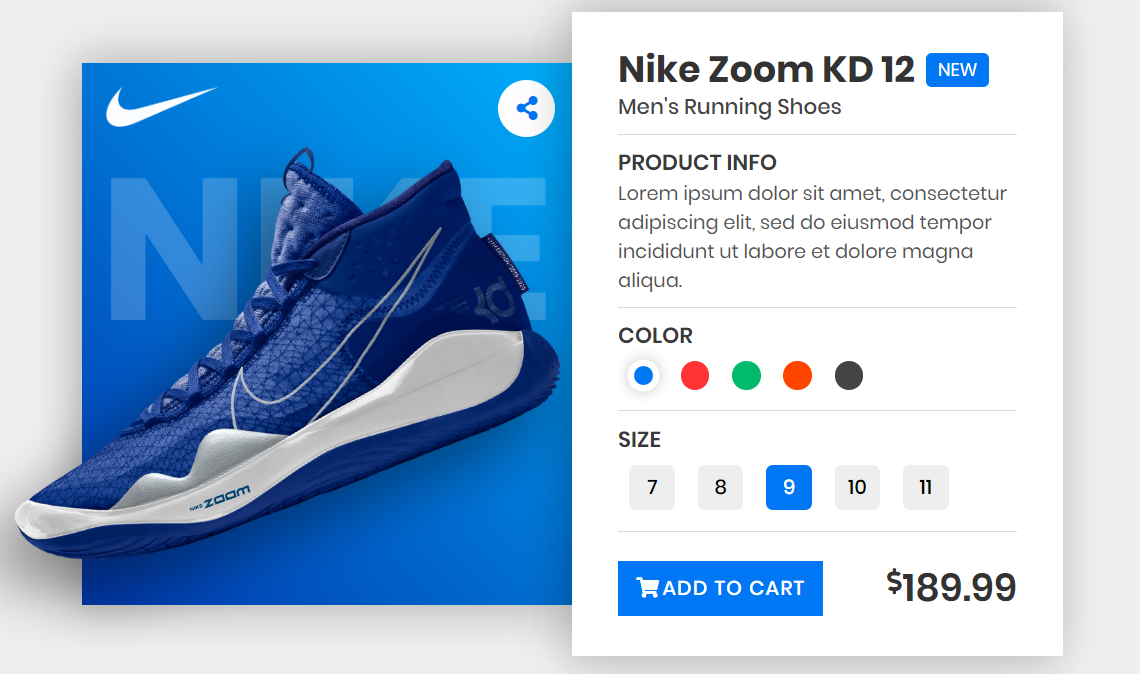 NIKE
NIKE ZOOM
Nike Zoom KD 12 NEW
Men's Running Shoes
PRODUCT INFO
Lorem ipsum dolor sit amet, consectetur
adipiscing elit, sed do eiusmod tempor
incididunt ut labore et dolore magna
aliqua.
COLOR
SIZE
7 8 9 10 11
ADD TO CART $189.99